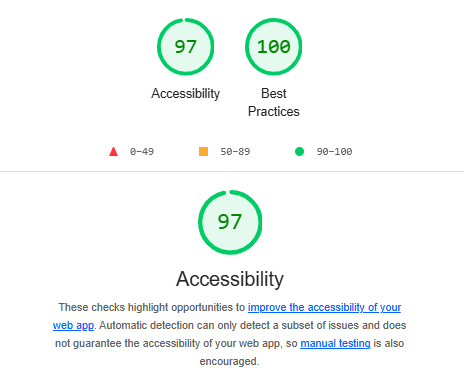 97 100
Accessibility Best
Practices
0–49 50–89 90–100
97
Accessibility
These checks highlight opportunities to improve the accessibility of your
web app. Automatic detection can only detect a subset of issues and does
not guarantee the accessibility of your web app, so manual testing is also
encouraged.